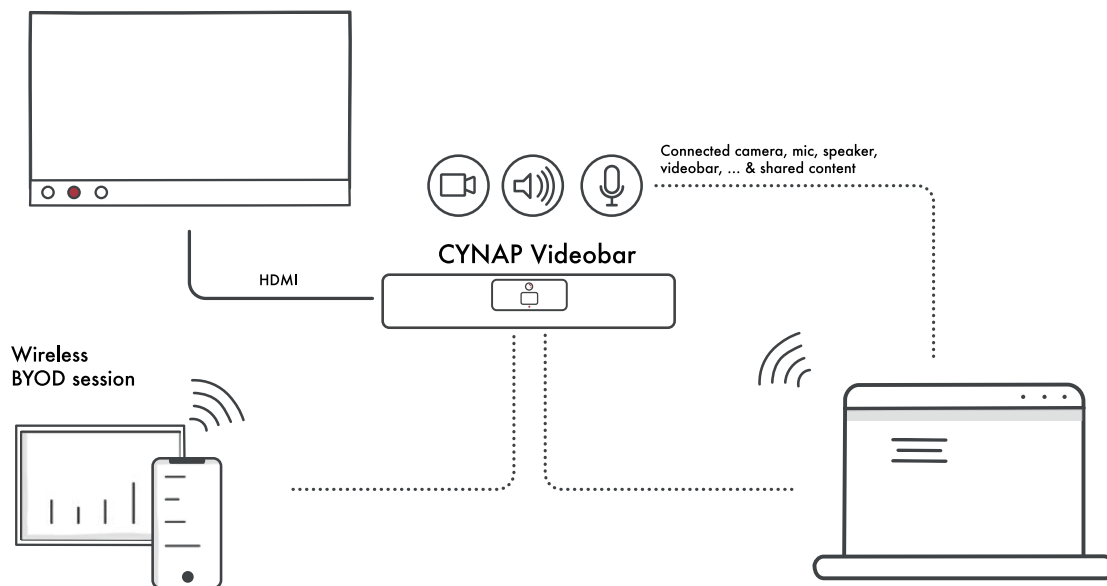 Connected camera, mic, speaker,
videobar, ... & shared content
CYNAP Videobar
HDMI
Wireless
BYOD session